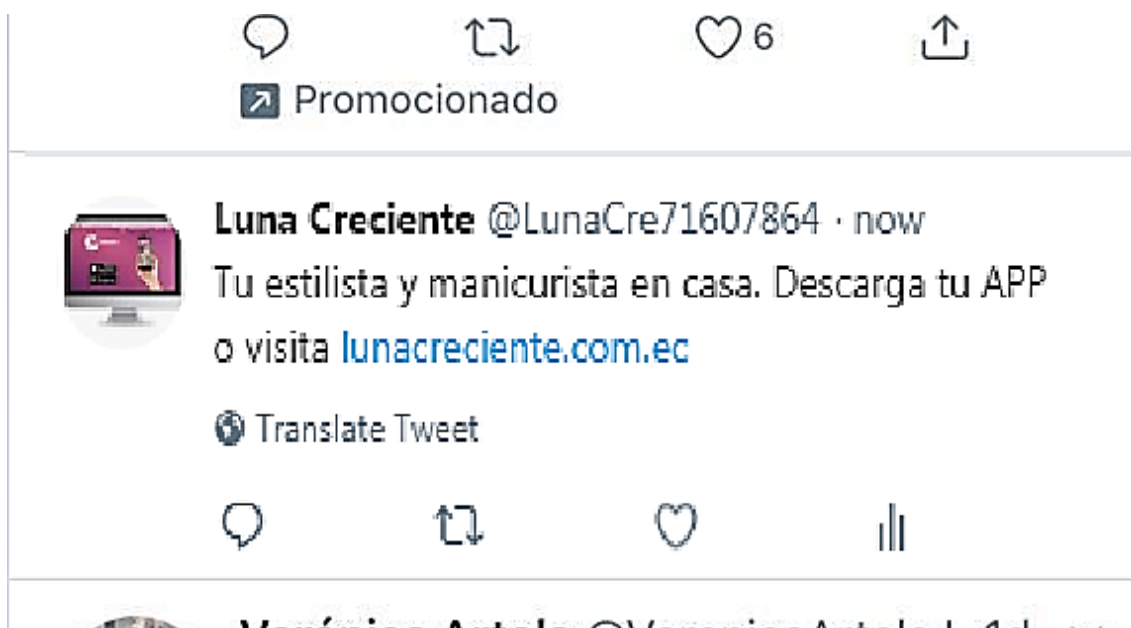 6
Promocionado
Luna Creciente @LunaCre71607864 · now
Tu estilista y manicurista en casa. Descarga tu APP
o visita lunacreciente.com.ec
Translate Tweet